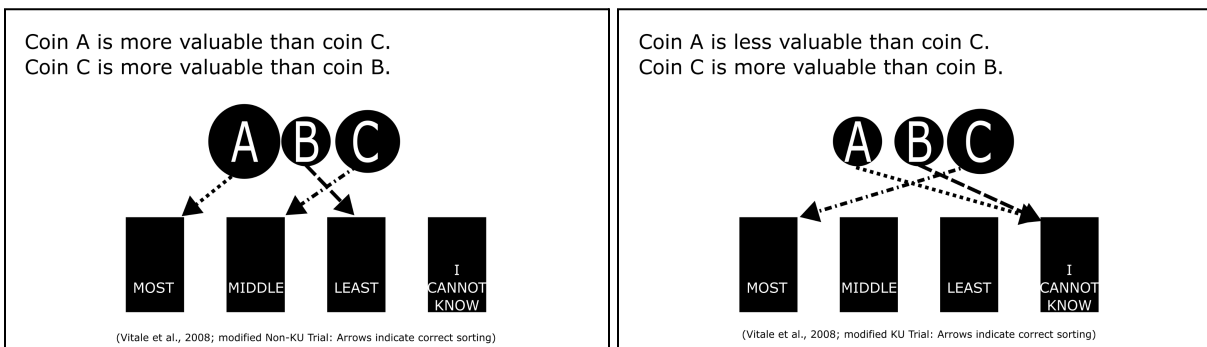 Coin A is more valuable than coin C.
Coin C is more valuable than coin B.
A B C
MOST MIDDLE LEAST I CANNOT KNOW
(Vitale et al., 2008; modified Non-KU Trial: Arrows indicate correct sorting)
Coin A is less valuable than coin C.
Coin C is more valuable than coin B.
A B C
MOST MIDDLE LEAST I CANNOT KNOW
(Vitale et al., 2008; modified KU Trial: Arrows indicate correct sorting)